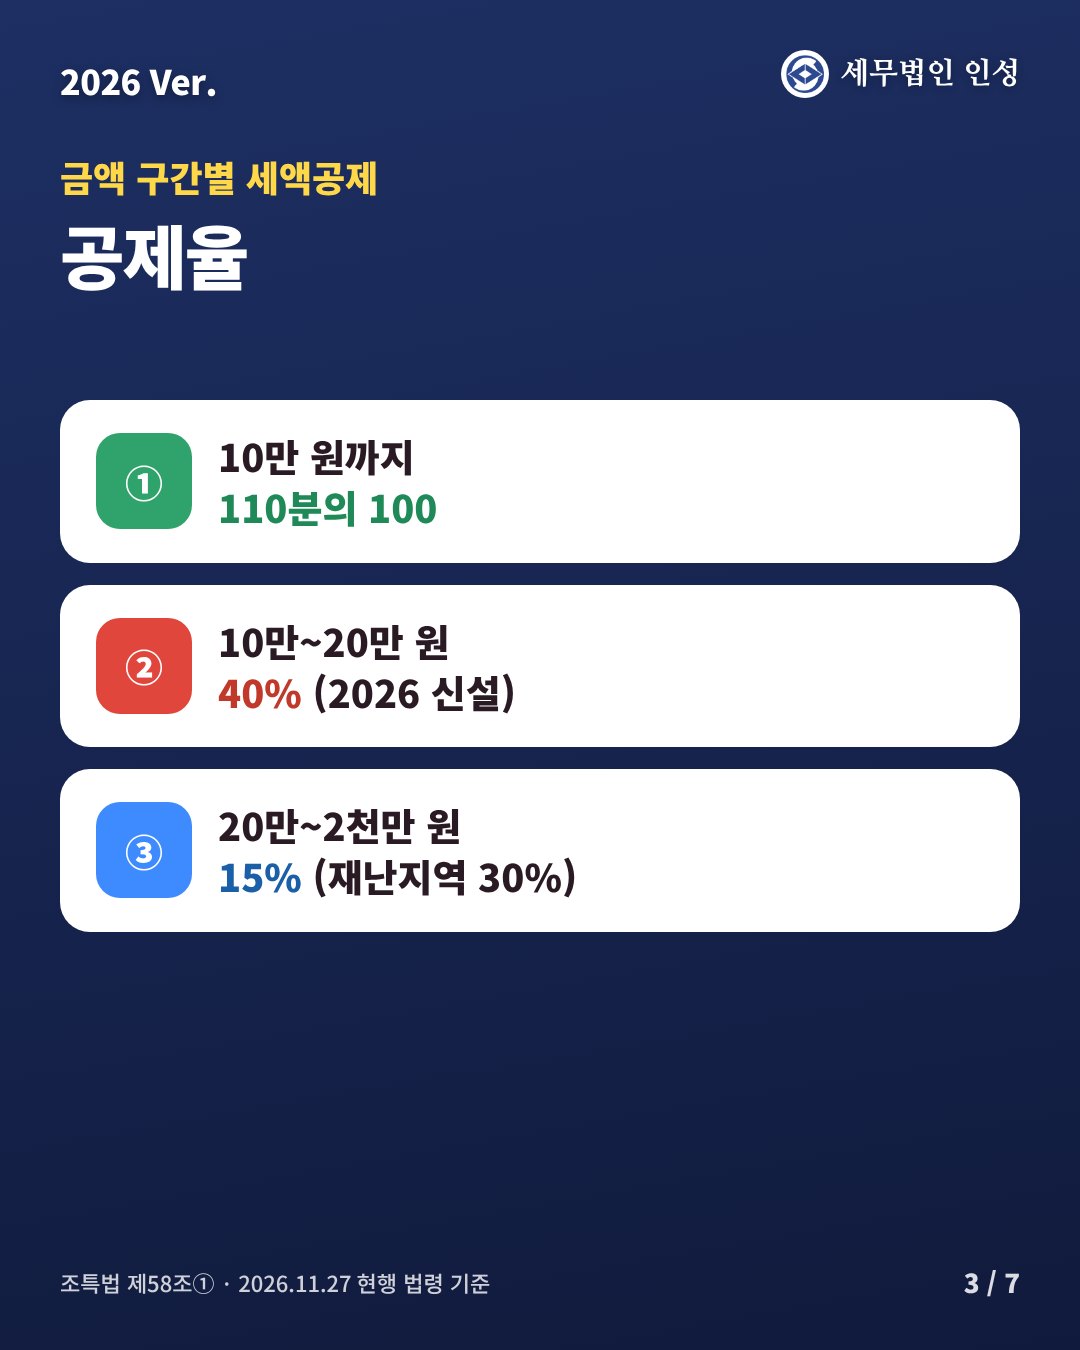 2026 Ver.
세무법인 인성
금액 구간별 세액공제
공제율
①
10만 원까지
110분의 100
②
10만~20만 원
40% (2026 신설)
③
20만~2천만 원
15% (재난지역 30%)
조특법 제58조① · 2026.11.27 현행 법령 기준
3 / 7